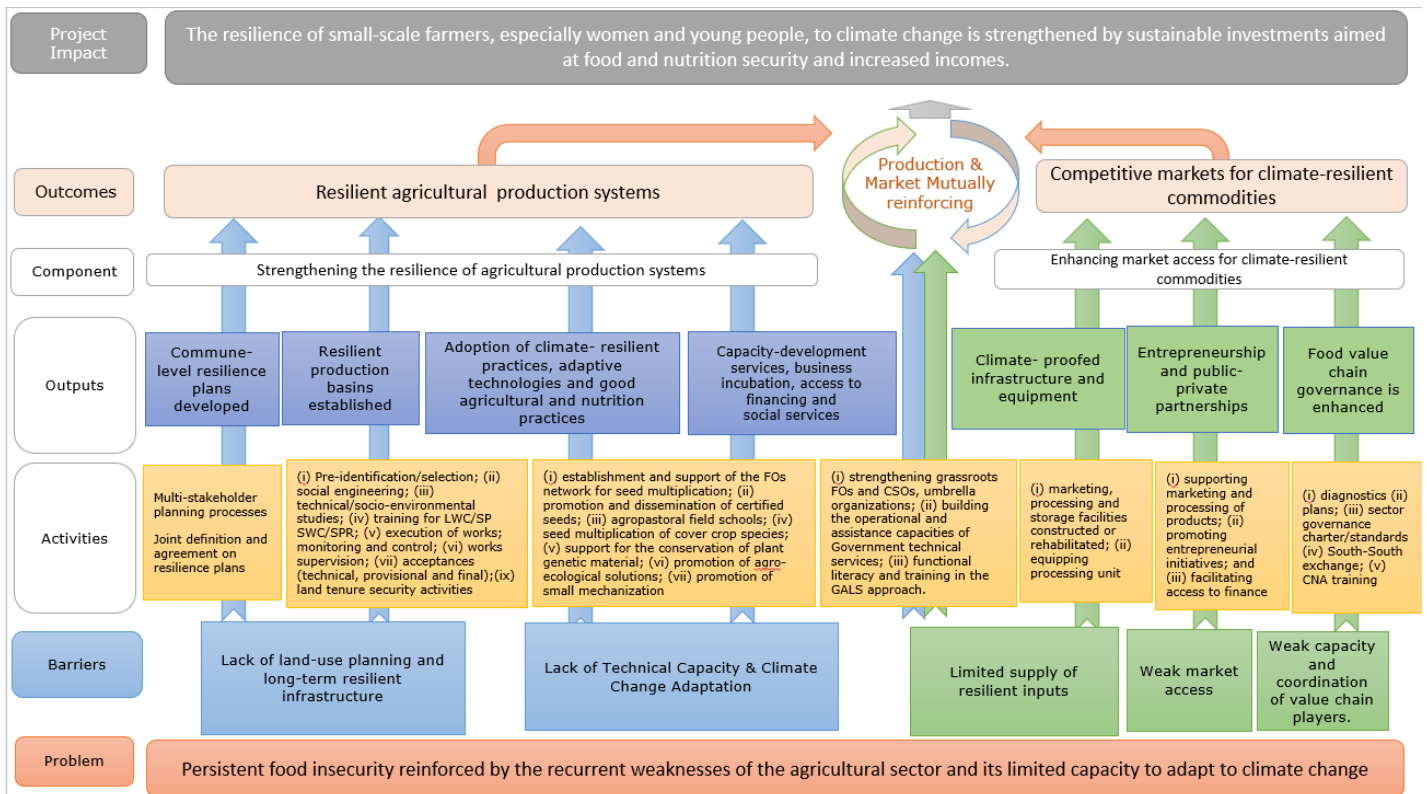 Project
Impact
The resilience of small-scale farmers, especially women and young people, to climate change is strengthened by sustainable investments aimed
at food and nutrition security and increased incomes.
Outcomes
Resilient agricultural production systems
Production &
Market Mutually
reinforcing
Competitive markets for climate-resilient
commodities
Component
Strengthening the resilience of agricultural production systems
Enhancing market access for climate-resilient
commodities
Outputs
Commune-
level resilience
plans
developed
Resilient
production
basins
established
Adoption of climate- resilient
practices, adaptive
technologies and good
agricultural and nutrition
practices
Capacity-development
services, business
incubation, access to
financing and
social services
Climate- proofed
infrastructure and
equipment
Entrepreneurship
and public-
private
partnerships
Food value
chain
governance is
enhanced
Activities
Multi-stakeholder
planning processes
Joint definition and
agreement on
resilience plans
(i) Pre-identification/selection; (ii)
social engineering; (iii)
technical/socio-environmental
studies; (iv) training for LWC/SP
SWC/SPR; (v) execution of works;
monitoring and control; (vi) works
supervision; (vii) acceptances
(technical, provisional and final);(ix)
land tenure security activities
(i) establishment and support of the FOs
network for seed multiplication; (ii)
promotion and dissemination of certified
seeds; (iii) agropastoral field schools; (iv)
seed multiplication of cover crop species;
(v) support for the conservation of plant
genetic material; (vi) promotion of agro-
ecological solutions; (vii) promotion of
small mechanization
(i) strengthening grassroots
FOs and CSOs, umbrella
organizations; (ii) building
the operational and
assistance capacities of
Government technical
services; (iii) functional
literacy and training in the
GALS approach.
(i) marketing,
processing and
storage facilities
constructed or
rehabilitated; (ii)
equipping
processing unit
(i) supporting
marketing and
processing of
products; (ii)
promoting
entrepreneurial
initiatives; and
(iii) facilitating
access to finance
(i) diagnostics (ii)
plans; (iii) sector
governance
charter/standards
(iv) South-South
exchange; (v)
CNA training
Barriers
Lack of land-use planning and
long-term resilient
infrastructure
Lack of Technical Capacity & Climate
Change Adaptation
Limited supply of
resilient inputs
Weak market
access
Weak capacity
and
coordination
of value chain
players.
Problem
Persistent food insecurity reinforced by the recurrent weaknesses of the agricultural sector and its limited capacity to adapt to climate change